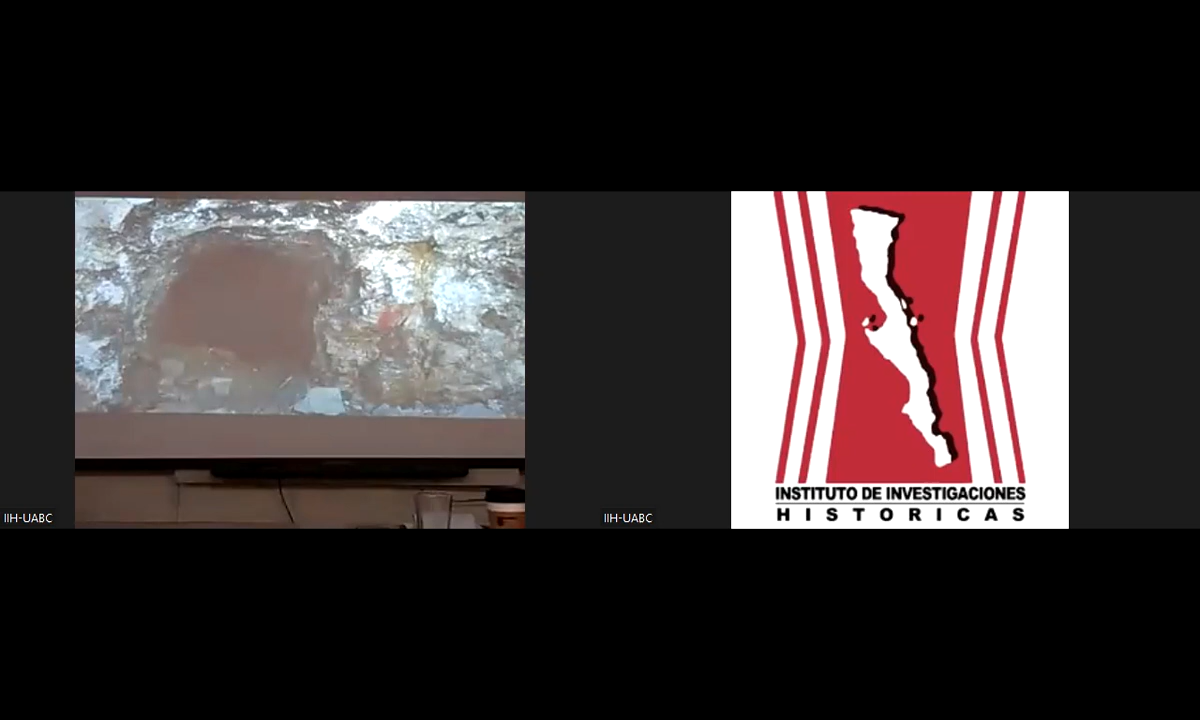 IIH-UABC
IIH-UABC
INSTITUTO DE INVESTIGACIONES
HISTORICAS